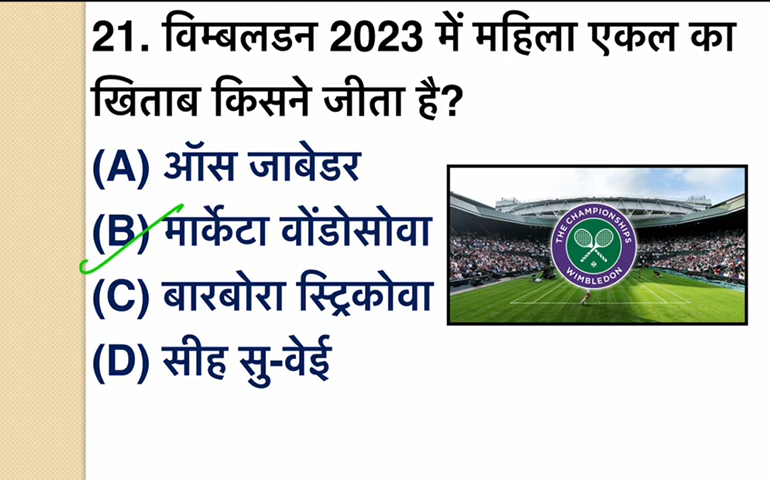 21. विम्बलडन 2023 में महिला एकल का
खिताब किसने जीता है?
(A) ऑस जाबेडर
(B) मार्केटा वोंडोसोवा
(C) बारबोरा स्ट्रिकोवा
(D) सीह सु-वेई
THE CHAMPIONSHIPS
WIMBLEDON